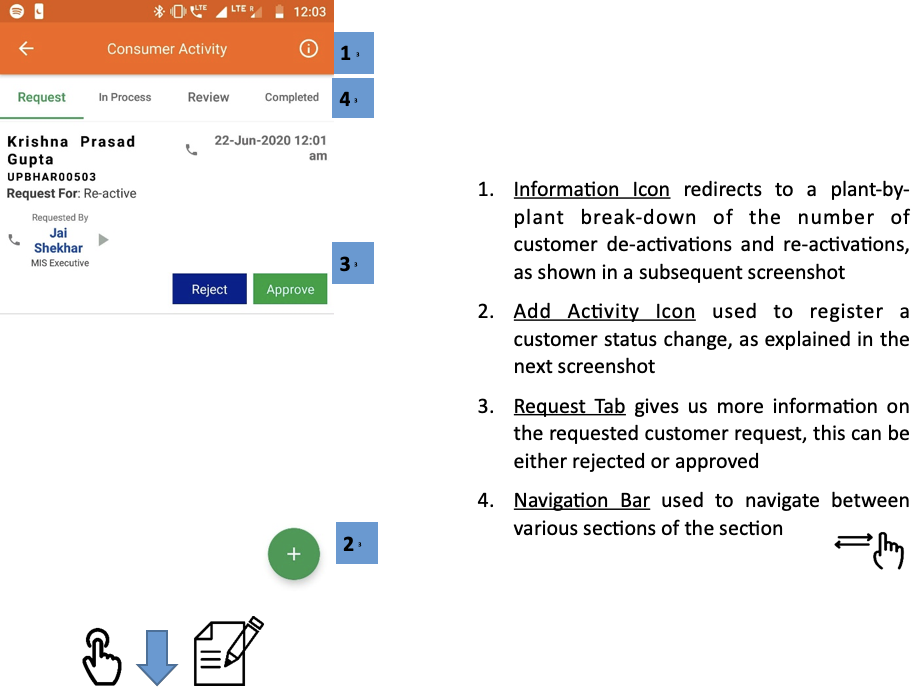 LTE LTE R 12:03
Consumer Activity
1
Request In Process Review Completed
4
Krishna Prasad
Gupta
22-Jun-2020 12:01
am
UPBHAR00503
Request For: Re-active
Requested By
Jai
Shekhar
MIS Executive
3
Reject Approve
2
+
1. Information Icon redirects to a plant-by-
plant break-down of the number of
customer de-activations and re-activations,
as shown in a subsequent screenshot
2. Add Activity Icon used to register a
customer status change, as explained in the
next screenshot
3. Request Tab gives us more information on
the requested customer request, this can be
either rejected or approved
4. Navigation Bar used to navigate between
various sections of the section